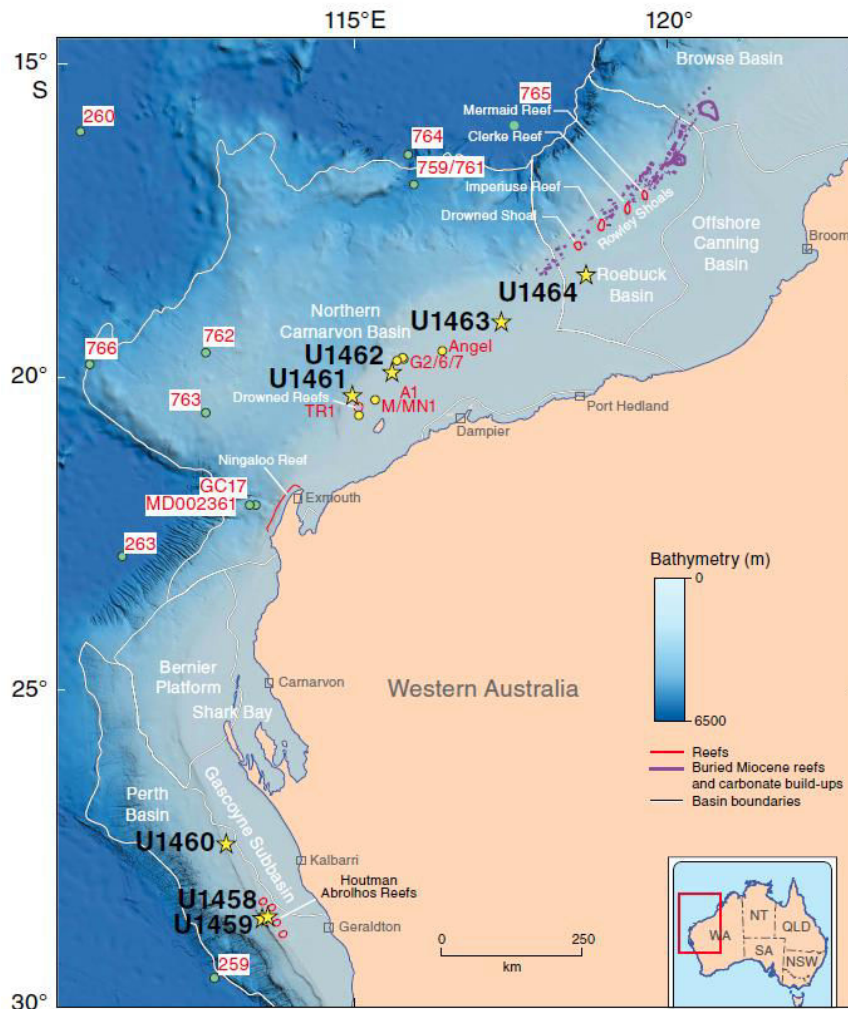 115°E
120°
15°
S
Browse Basin
260
765
Mermaid Reef
764
Clerke Reef
759/761
Imperiuse Reef
Drowned Shoal
Rowley Shoals
Offshore
Canning
Basin
Broom
Roebuck
Basin
U1464
Northern
Carnarvon Basin
U1463
762
U1462
Angel
766
G2/6/7
20°
U1461
A1
Drowned Reefs
M/MN1
763
TR1
Port Hedland
Dampier
Ningaloo Reef
GC17
MD002361
Exmouth
263
Bathymetry (m)
0
6500
Bernier
Platform
Carnarvon
25°
Western Australia
Shark Bay
Reefs
Buried Miocene reefs
and carbonate build-ups
Basin boundaries
Perth
Basin
Gascoyne Subbasin
U1460
Kalbarri
Houtman
Abrolhos Reefs
U1458
U1459
Geraldton
0
250
km
259
30°
WA
NT
QLD
SA
NSW